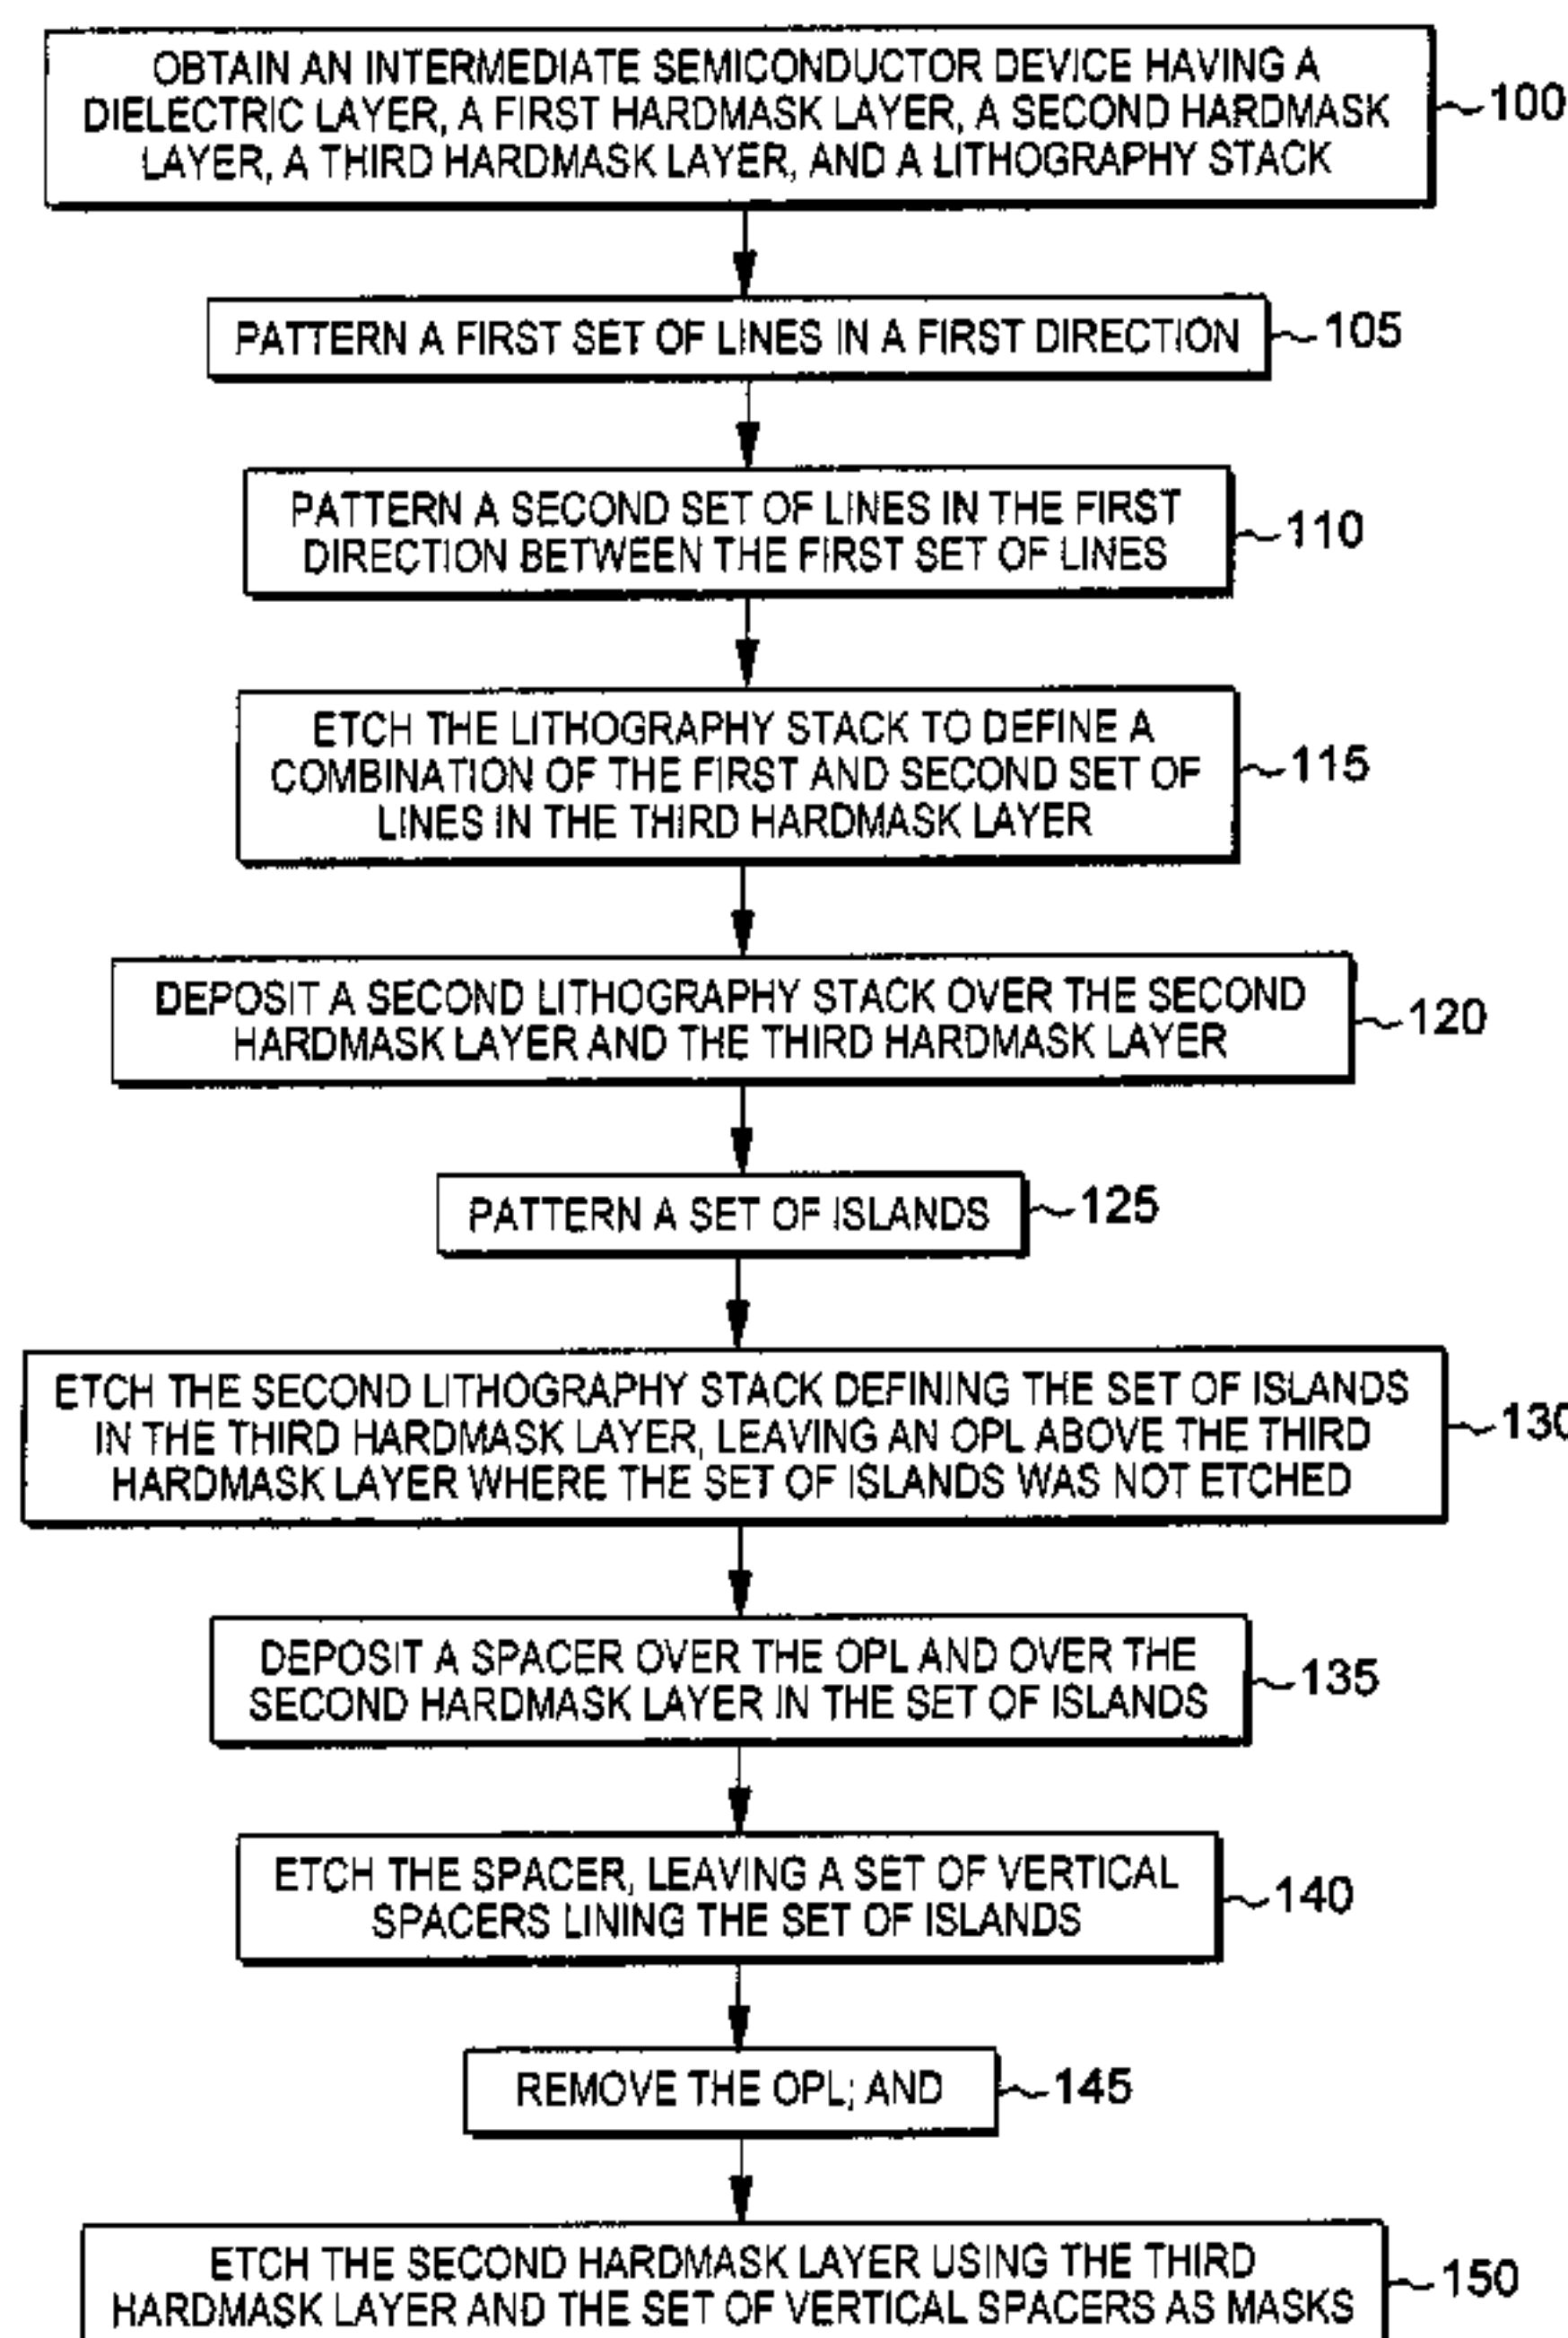 OBTAIN AN INTERMEDIATE SEMICONDUCTOR DEVICE HAVING A
DIELECTRIC LAYER, A FIRST HARDMASK LAYER, A SECOND HARDMASK
LAYER, A THIRD HARDMASK LAYER, AND A LITHOGRAPHY STACK
100
PATTERN A FIRST SET OF LINES IN A FIRST DIRECTION
105
PATTERN A SECOND SET OF LINES IN THE FIRST
DIRECTION BETWEEN THE FIRST SET OF LINES
110
ETCH THE LITHOGRAPHY STACK TO DEFINE A
COMBINATION OF THE FIRST AND SECOND SET OF
LINES IN THE THIRD HARDMASK LAYER
115
DEPOSIT A SECOND LITHOGRAPHY STACK OVER THE SECOND
HARDMASK LAYER AND THE THIRD HARDMASK LAYER
120
PATTERN A SET OF ISLANDS
125
ETCH THE SECOND LITHOGRAPHY STACK DEFINING THE SET OF ISLANDS
IN THE THIRD HARDMASK LAYER, LEAVING AN OPL ABOVE THE THIRD
HARDMASK LAYER WHERE THE SET OF ISLANDS WAS NOT ETCHED
130
DEPOSIT A SPACER OVER THE OPL AND OVER THE
SECOND HARDMASK LAYER IN THE SET OF ISLANDS
135
ETCH THE SPACER, LEAVING A SET OF VERTICAL
SPACERS LINING THE SET OF ISLANDS
140
REMOVE THE OPL; AND
145
ETCH THE SECOND HARDMASK LAYER USING THE THIRD
HARDMASK LAYER AND THE SET OF VERTICAL SPACERS AS MASKS
150